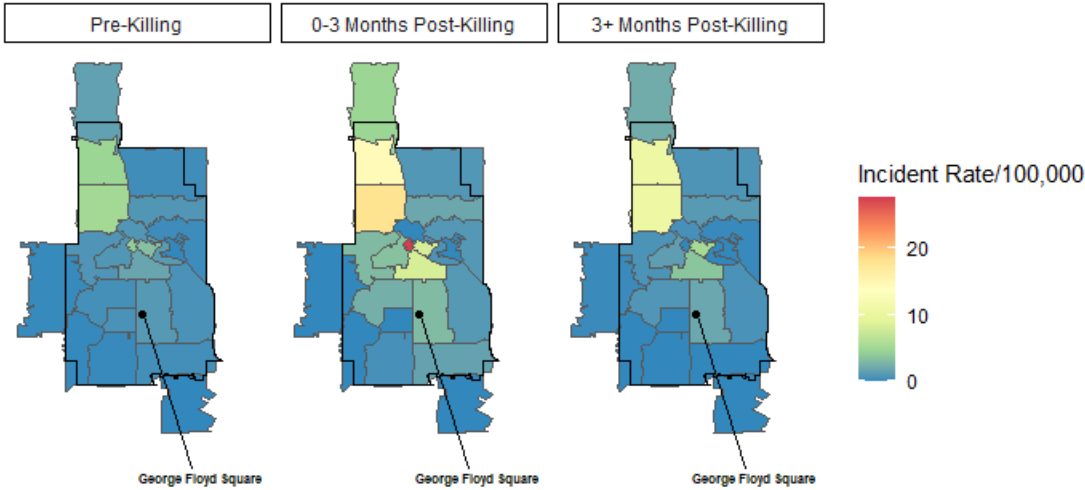 Pre-Killing
0-3 Months Post-Killing
3+ Months Post-Killing
Incident Rate/100,000
20
10
0
George Floyd Square
George Floyd Square
George Floyd Square